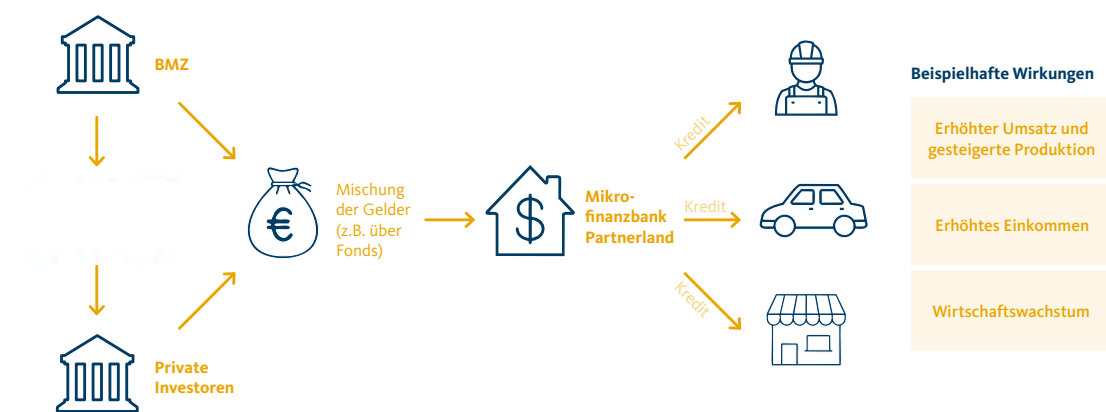 BMZ
Mischung
der Gelder
(z.B. über
Fonds)
Private
Investoren
€
$
Mikro-
finanzbank
Partnerland
Kredit
Kredit
Kredit
Beispielhafte Wirkungen
Erhöhter Umsatz und
gesteigerte Produktion
Erhöhtes Einkommen
Wirtschaftswachstum